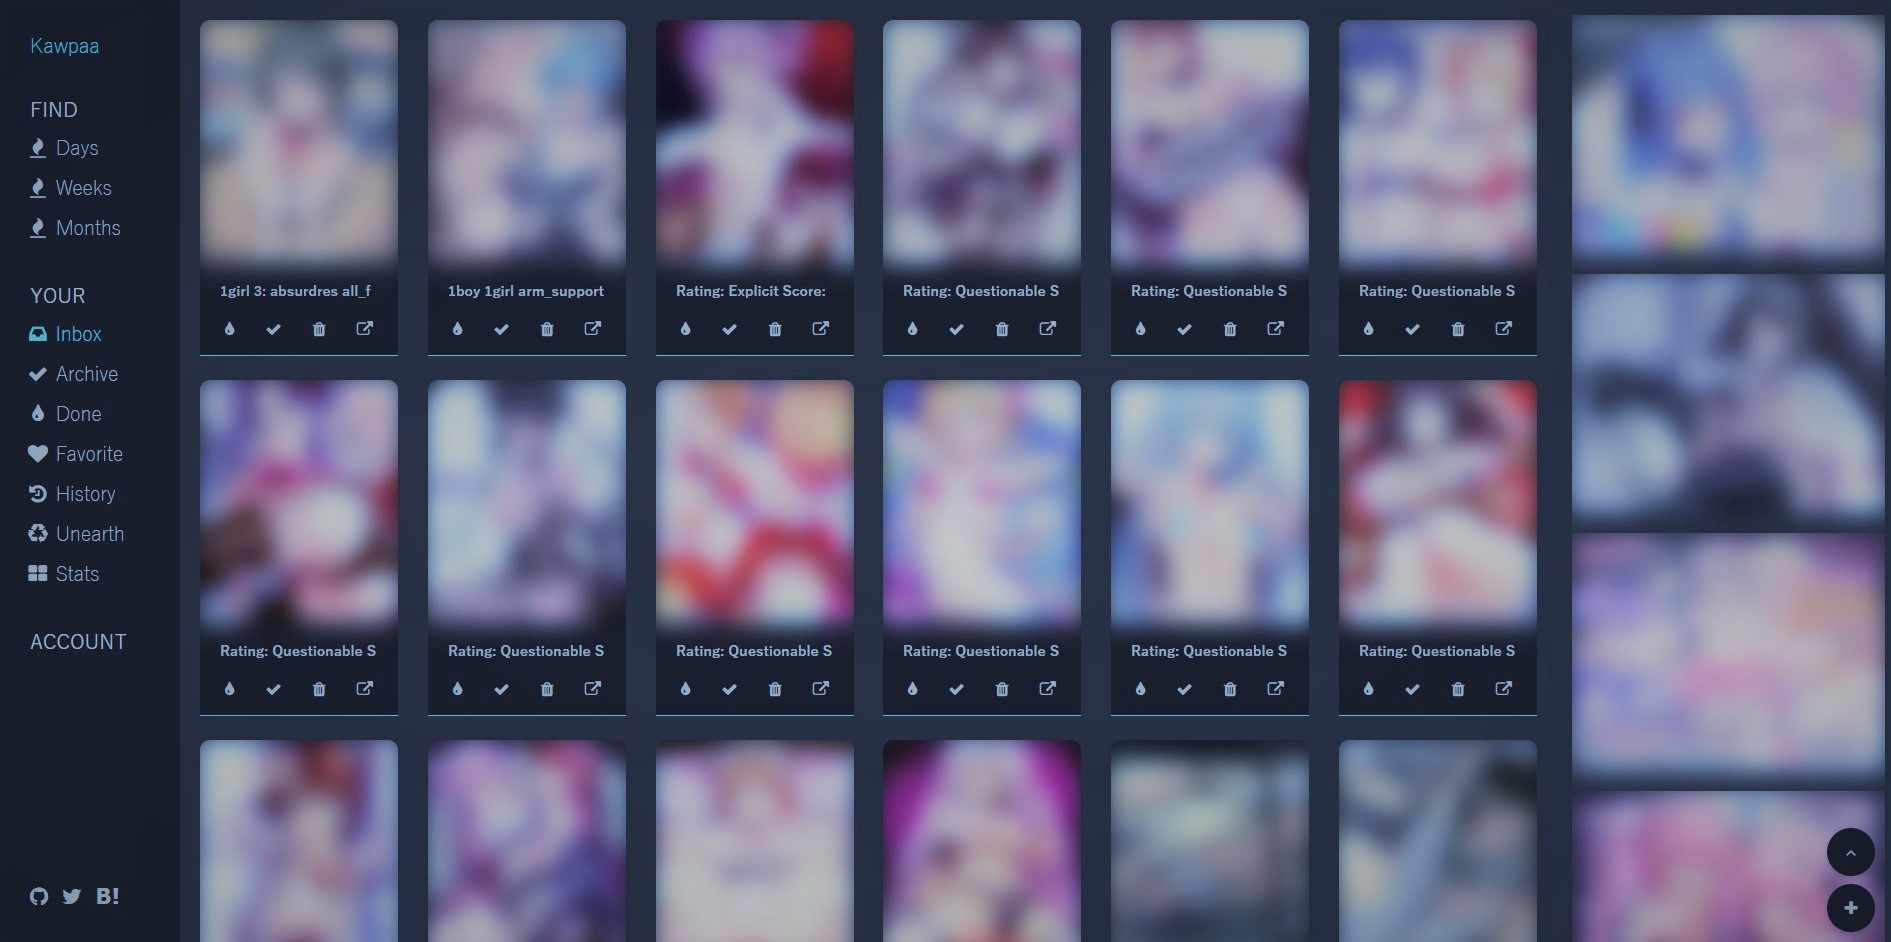 Kawpaa
FIND
Days
Weeks
Months
YOUR
Inbox
Archive
Done
Favorite
History
Unearth
Stats
ACCOUNT
B!
1girl 3: absurdres all_f
1boy 1girl arm_support
Rating: Explicit Score:
Rating: Questionable S
Rating: Questionable S
Rating: Questionable S
Rating: Questionable S
Rating: Questionable S
Rating: Questionable S
Rating: Questionable S
Rating: Questionable S
Rating: Questionable S